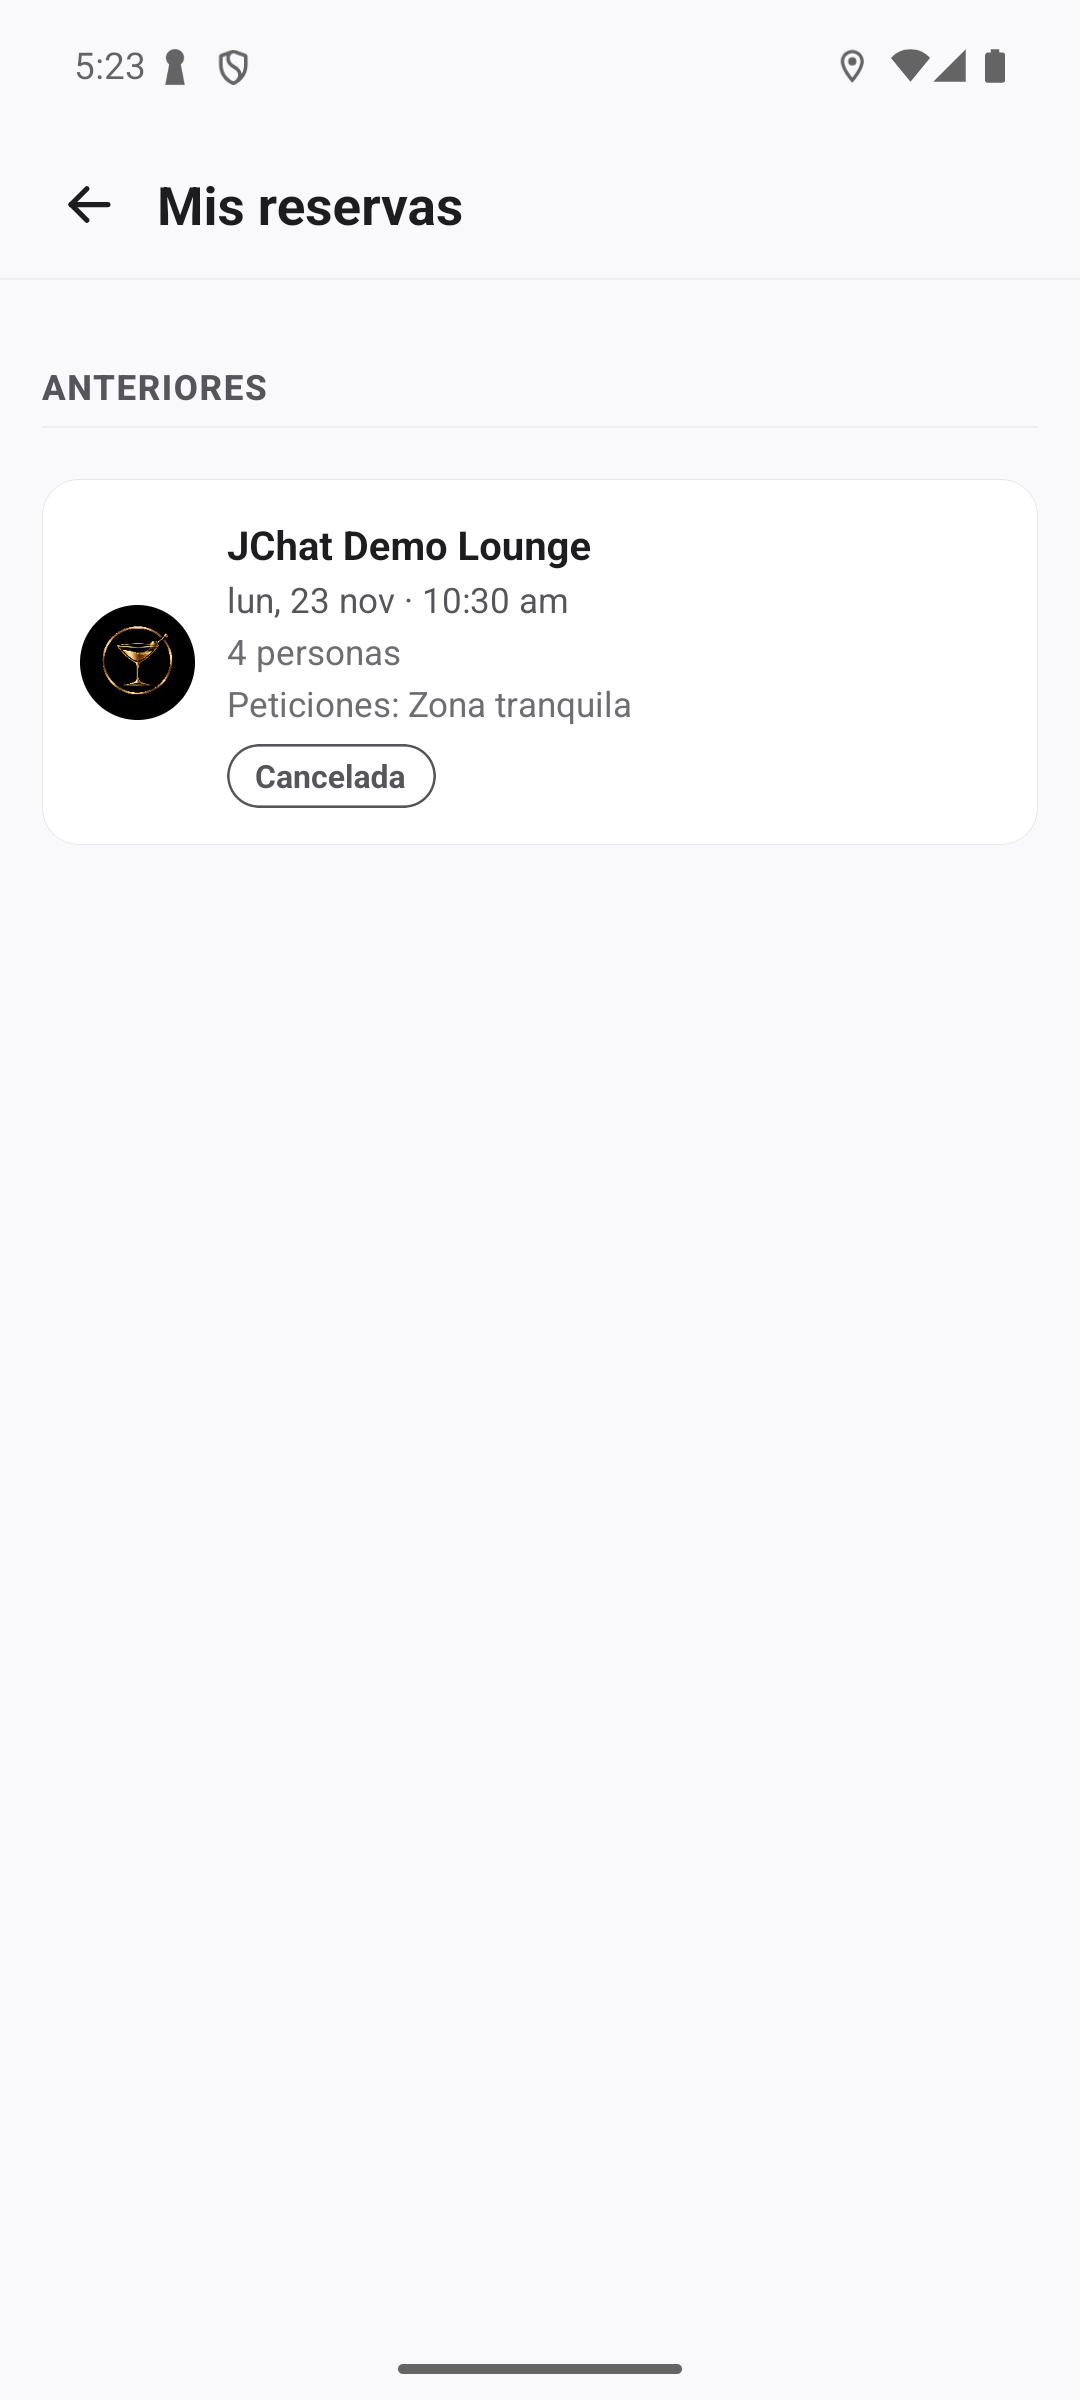 5:23
Mis reservas
ANTERIORES
JChat Demo Lounge
lun, 23 nov · 10:30 am
4 personas
Peticiones: Zona tranquila
Cancelada